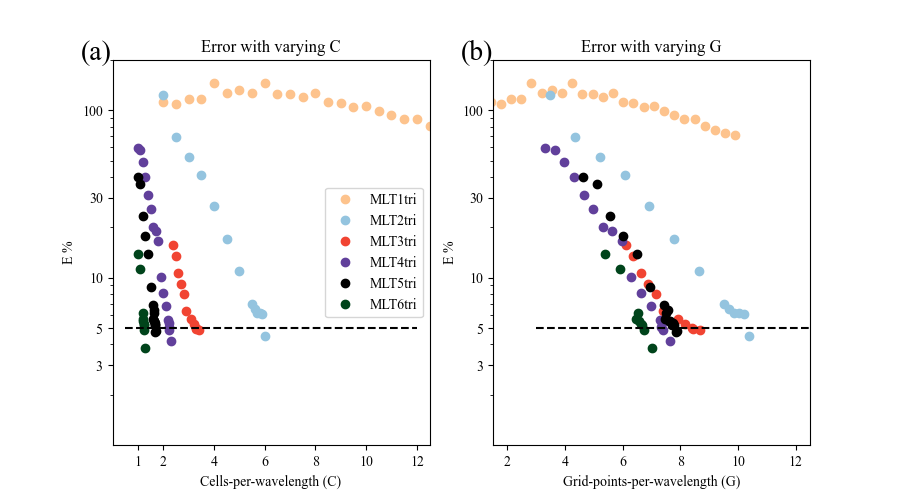 (a)
Error with varying C
E %
100
30
10
5
3
1 2 4 6 8 10 12
Cells-per-wavelength (C)
MLT1tri
MLT2tri
MLT3tri
MLT4tri
MLT5tri
MLT6tri
(b)
Error with varying G
E %
100
30
10
5
3
2 4 6 8 10 12
Grid-points-per-wavelength (G)